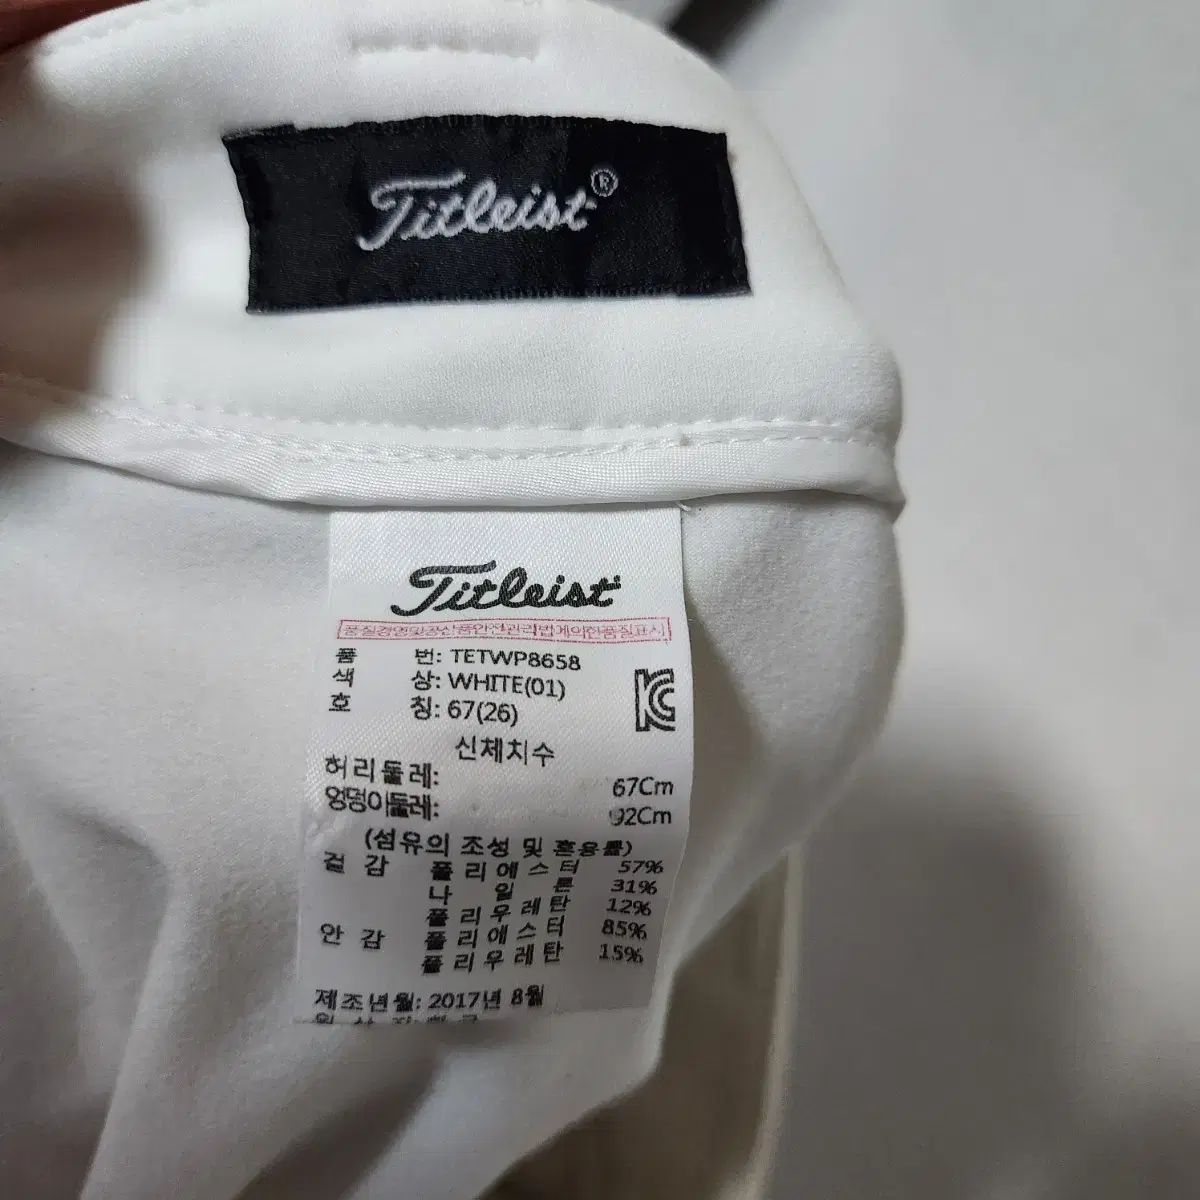 Titleist®
Titleist
품질경영및공산품안전관리법에의한품질표시
품 번: TETWP8658
색 상: WHITE(01)
호 칭: 67(26)
신체치수
허리둘레: 67Cm
엉덩이둘레: 92Cm
(섬유의 조성 및 혼용률)
겉 감 폴리에스터 57%
나 일 론 31%
폴리우레탄 12%
안 감 폴리에스터 85%
폴리우레탄 15%
제조년월: 2017년 8월